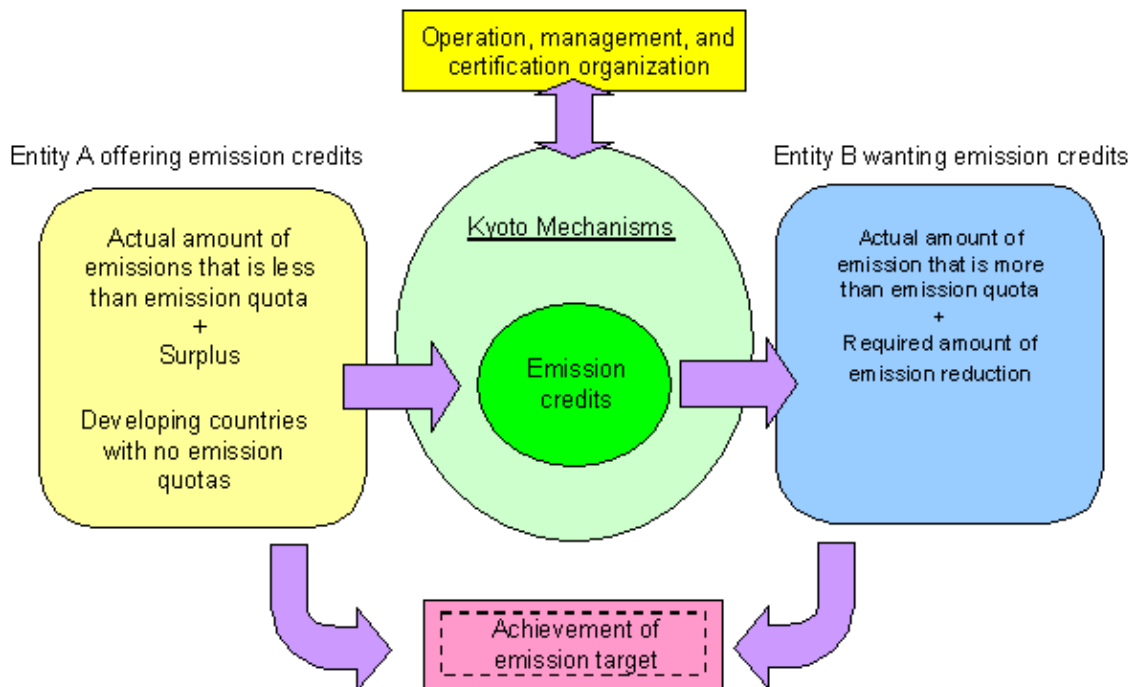 Operation, management, and
certification organization
Entity A offering emission credits
Entity B wanting emission credits
Actual amount of
emissions that is less
than emission quota
+
Surplus
Developing countries
with no emission
quotas
Kyoto Mechanisms
Emission
credits
Actual amount of
emission that is more
than emission quota
+
Required amount of
emission reduction
Achievement of
emission target